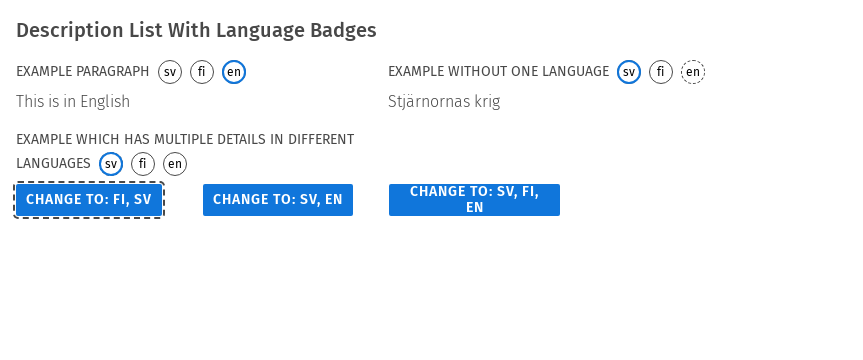 Description List With Language Badges
EXAMPLE PARAGRAPH sv fi en
This is in English
EXAMPLE WITHOUT ONE LANGUAGE sv fi en
Stjärnornas krig
EXAMPLE WHICH HAS MULTIPLE DETAILS IN DIFFERENT
LANGUAGES sv fi en
CHANGE TO: FI, SV
CHANGE TO: SV, EN
CHANGE TO: SV, FI,
EN